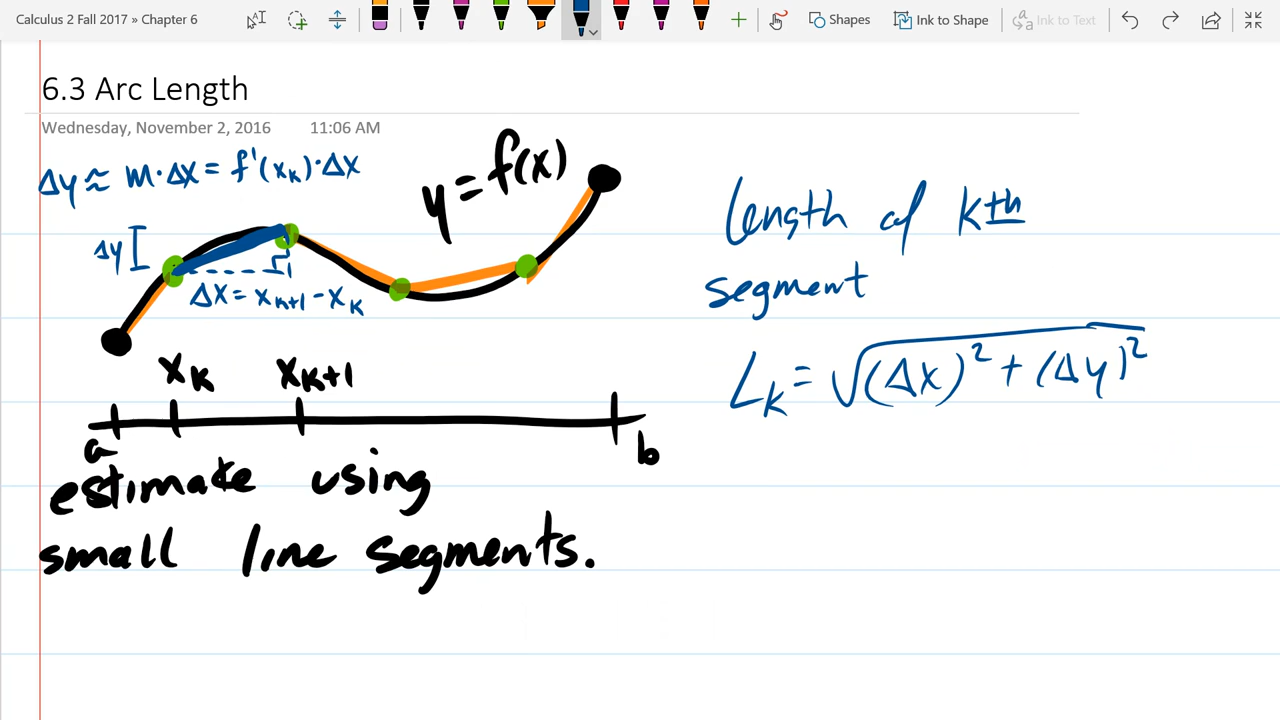 Calculus 2 Fall 2017 » Chapter 6
Shapes
Ink to Shape
Ink to Text
6.3 Arc Length
Wednesday, November 2, 2016 11:06 AM
Δy ≈ m·Δx = f'(xₖ)·Δx
y = f(x)
Δy
Δx = xₖ₊₁ - xₖ
xₖ xₖ₊₁
a b
estimate using
small line segments.
length of kth
segment
Lₖ = √(Δx)² + (Δy)²